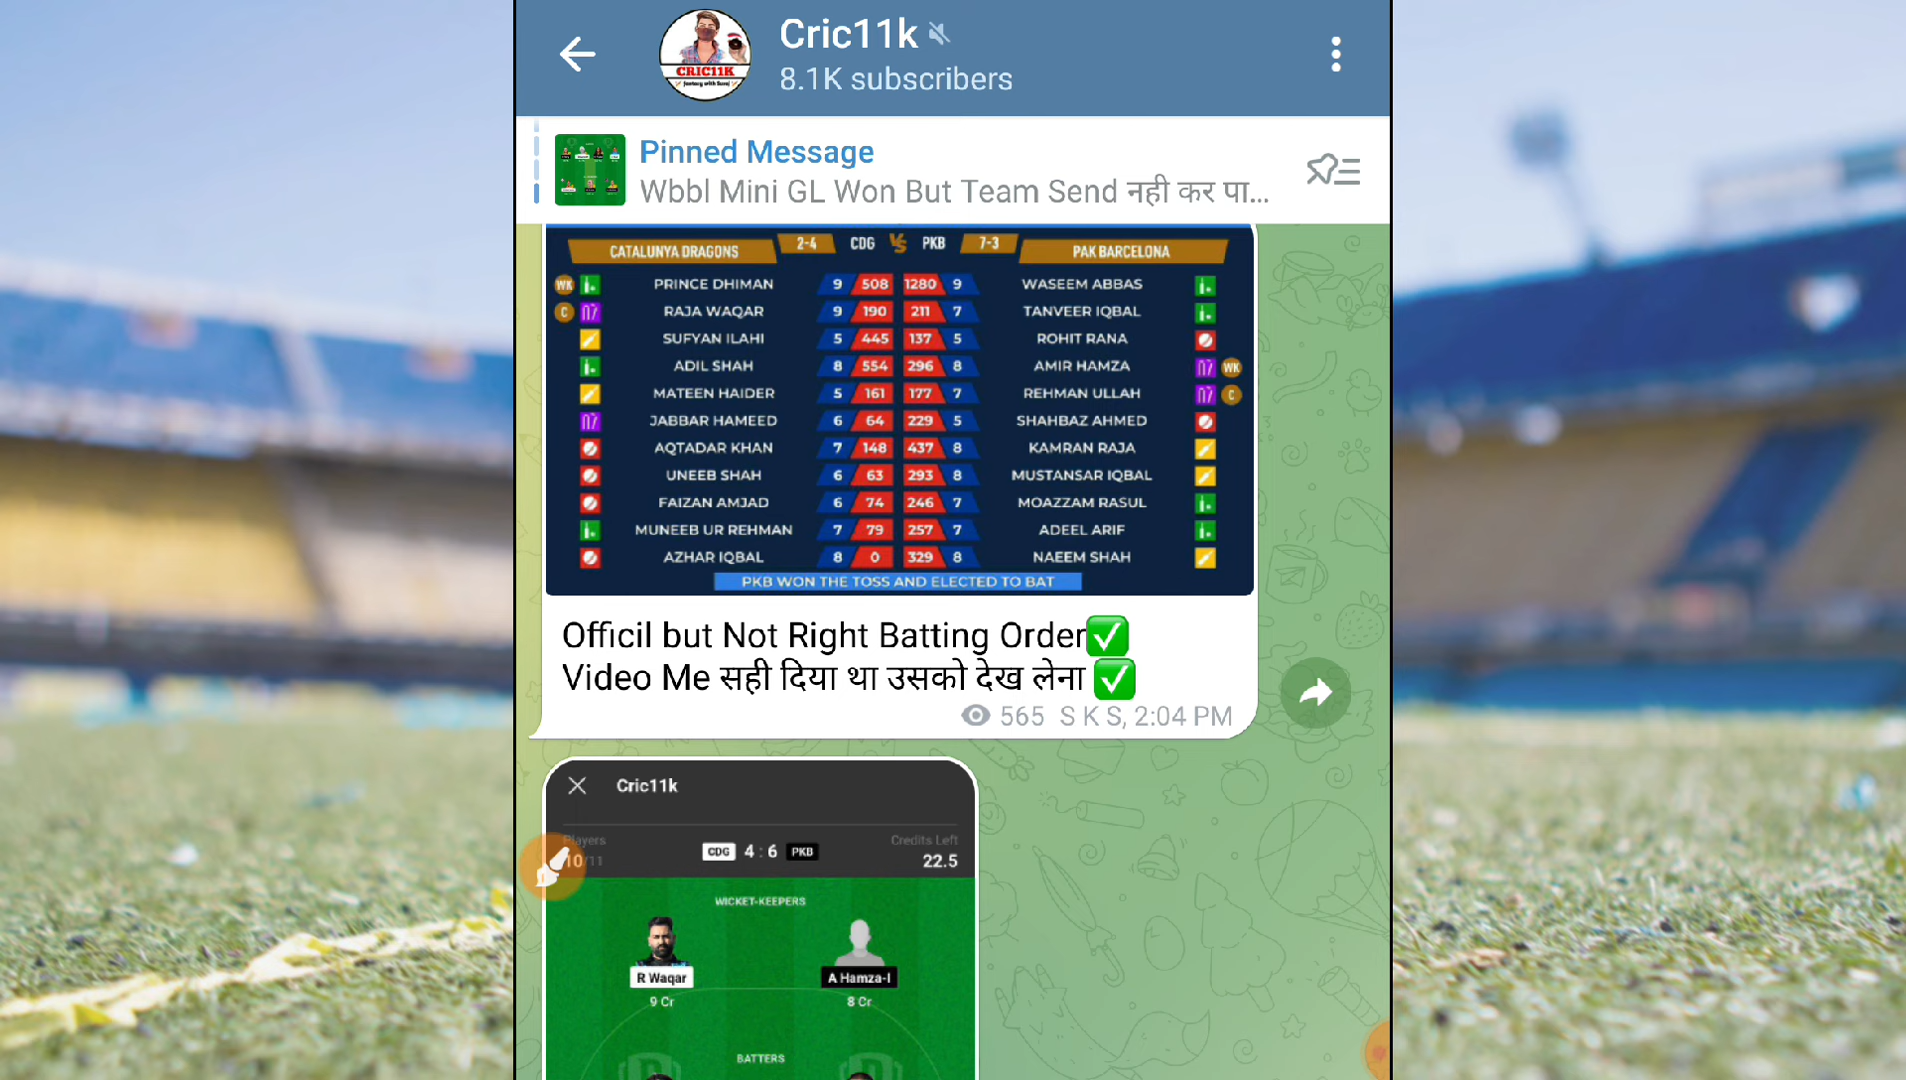 Cric11k
8.1K subscribers
CRIC11K
Pinned Message
Wbbl Mini GL Won But Team Send नही कर पा...
CATALUNYA DRAGONS 2-4 CDG VS PKB 7-3 PAK BARCELONA
WK PRINCE DHIMAN 9 508 1280 9 WASEEM ABBAS
C RAJA WAQAR 9 190 211 7 TANVEER IQBAL
SUFYAN ILAHI 5 445 137 5 ROHIT RANA
ADIL SHAH 8 554 296 8 AMIR HAMZA WK
MATEEN HAIDER 5 161 177 7 REHMAN ULLAH C
JABBAR HAMEED 6 64 229 5 SHAHBAZ AHMED
AQTADAR KHAN 7 148 437 8 KAMRAN RAJA
UNEEB SHAH 6 63 293 8 MUSTANSAR IQBAL
FAIZAN AMJAD 6 74 246 7 MOAZZAM RASUL
MUNEEB UR REHMAN 7 79 257 7 ADEEL ARIF
AZHAR IQBAL 8 0 329 8 NAEEM SHAH
PKB WON THE TOSS AND ELECTED TO BAT
Officil but Not Right Batting Order✅
Video Me सही दिया था उसको देख लेना ✅
565 S K S, 2:04 PM
Cric11k
Players Credits Left
10/11 CDG 4 : 6 PKB 22.5
WICKET-KEEPERS
R Waqar A Hamza-I
9 Cr 8 Cr
BATTERS